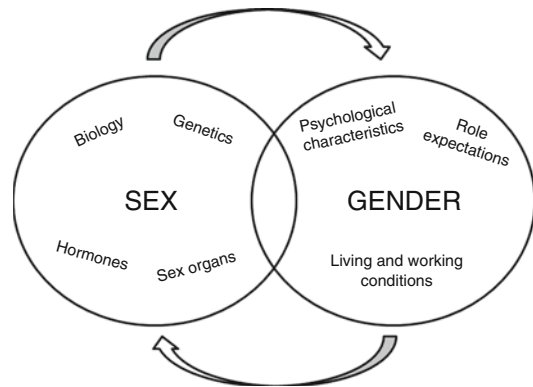 Biology
Genetics
SEX
Hormones
Sex organs
Psychological
characteristics
Role
expectations
GENDER
Living and working
conditions